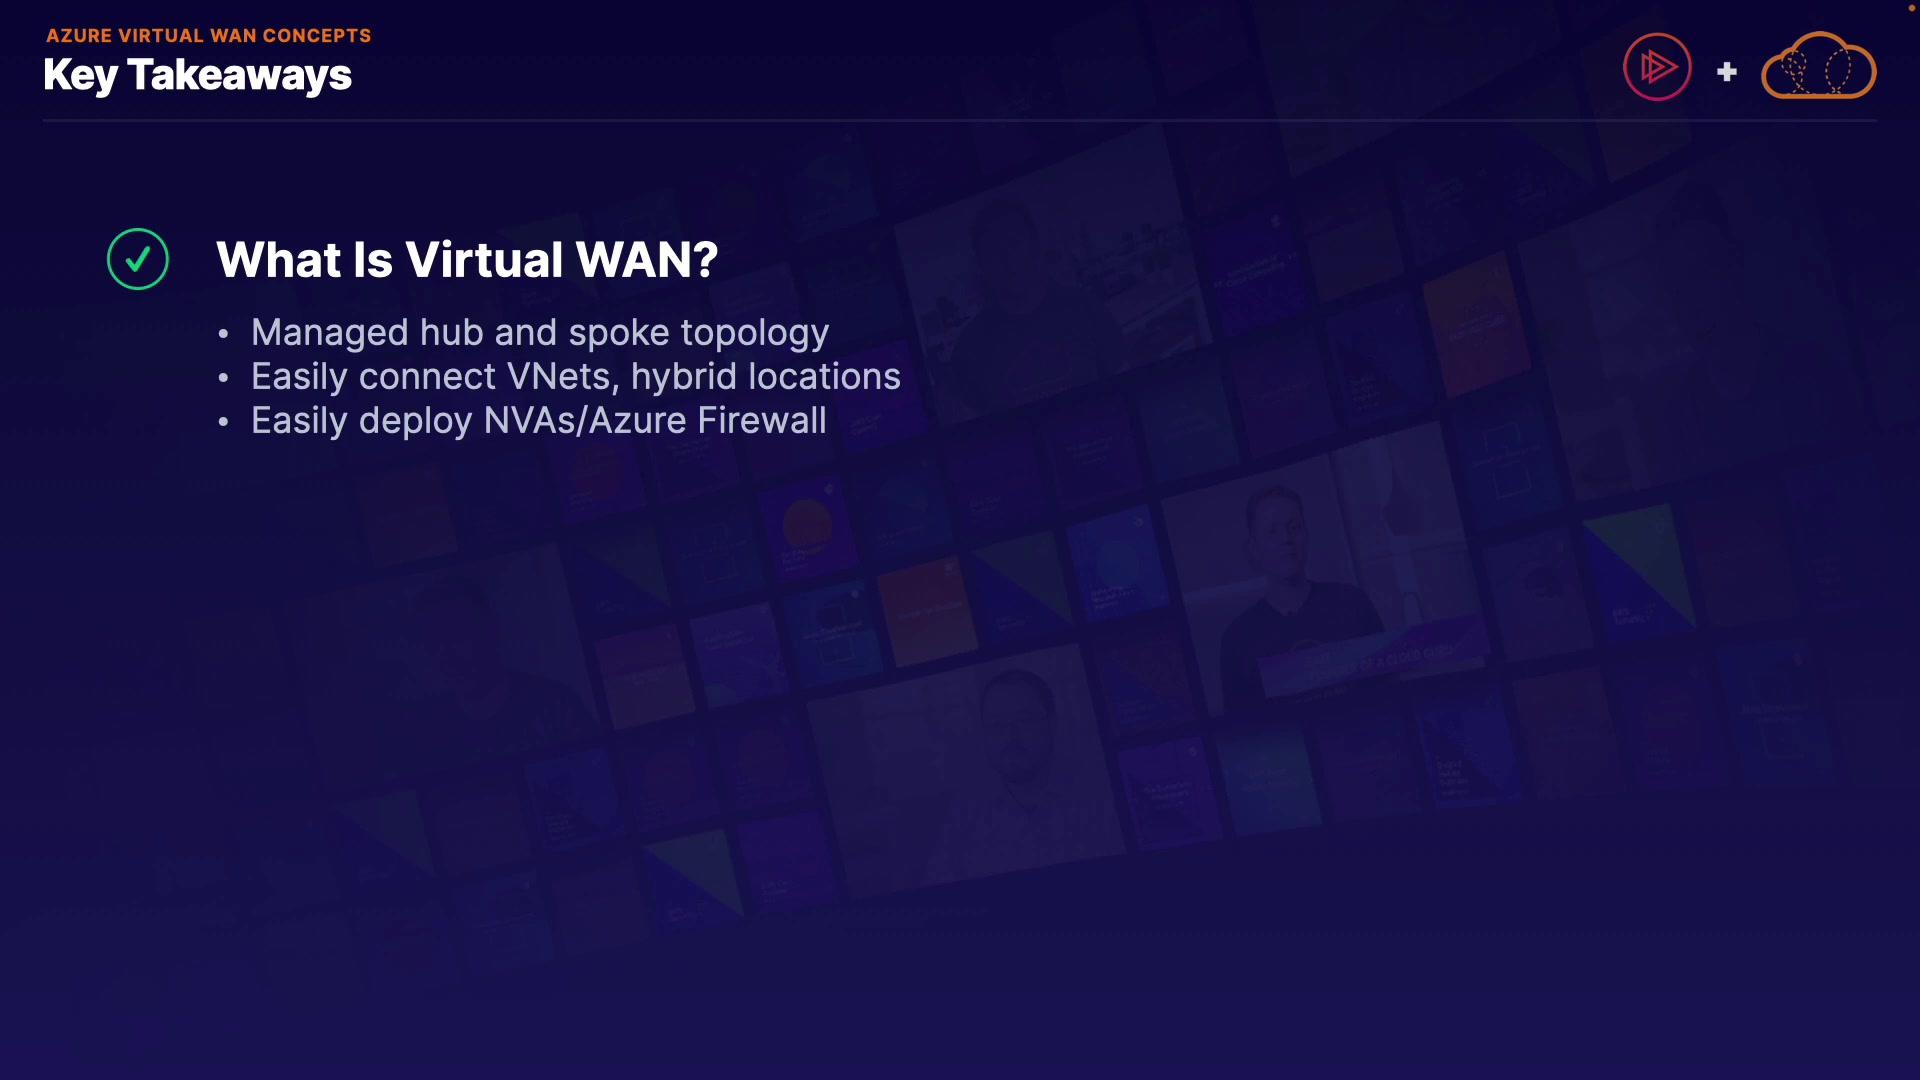 AZURE VIRTUAL WAN CONCEPTS
Key Takeaways
What Is Virtual WAN?
• Managed hub and spoke topology
• Easily connect VNets, hybrid locations
• Easily deploy NVAs/Azure Firewall